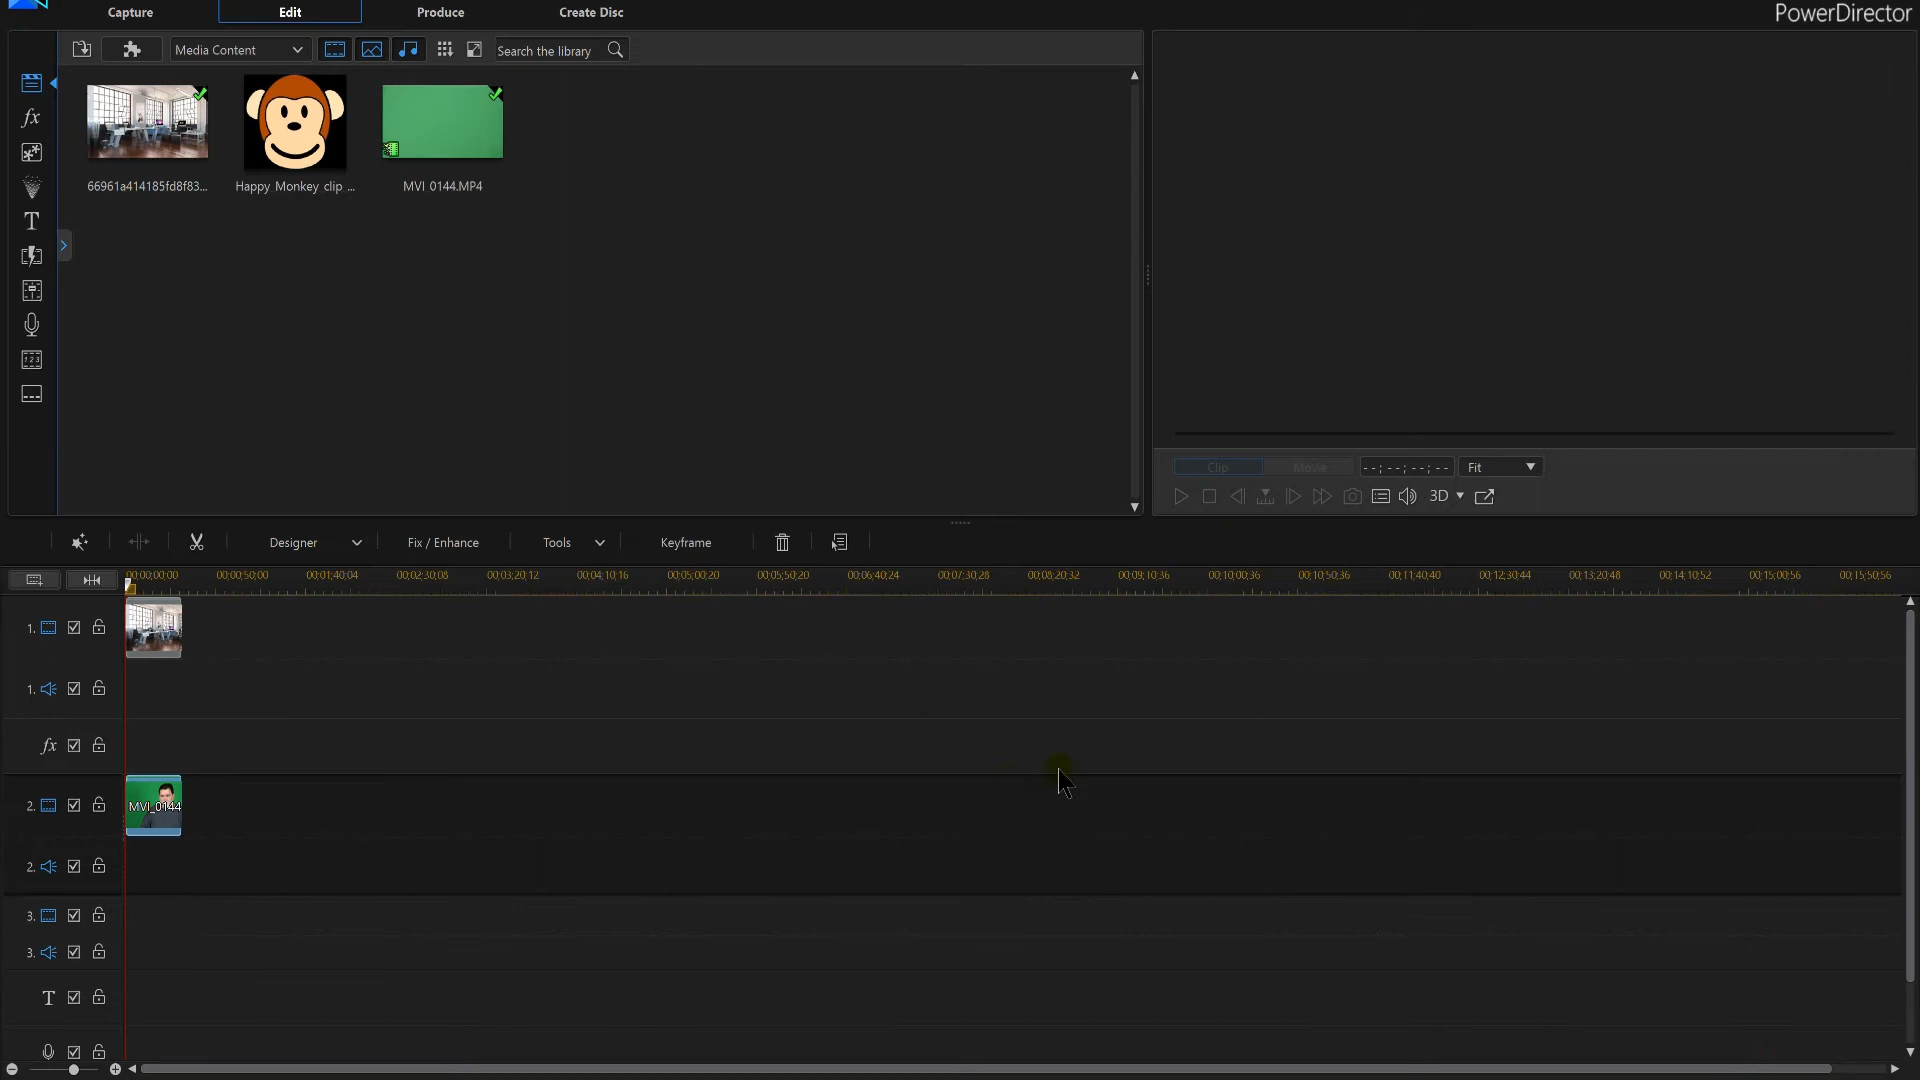 Capture
Edit
Produce
Create Disc
PowerDirector
Media Content
Search the library
66961a414185fd8f83...
Happy Monkey clip ...
MVI 0144.MP4
fx
T
1 2 3
Clip
Movie
--;--;--;--
Fit
3D
Designer
Fix / Enhance
Tools
Keyframe
00;00;00;00
00;00;50;00
00;01;40;04
00;02;30;08
00;03;20;12
00;04;10;16
00;05;00;20
00;05;50;20
00;06;40;24
00;07;30;28
00;08;20;32
00;09;10;36
00;10;00;36
00;10;50;36
00;11;40;40
00;12;30;44
00;13;20;48
00;14;10;52
00;15;00;56
00;15;50;56
1.
1.
fx
2.
MVI_0144
2.
3.
3.
T